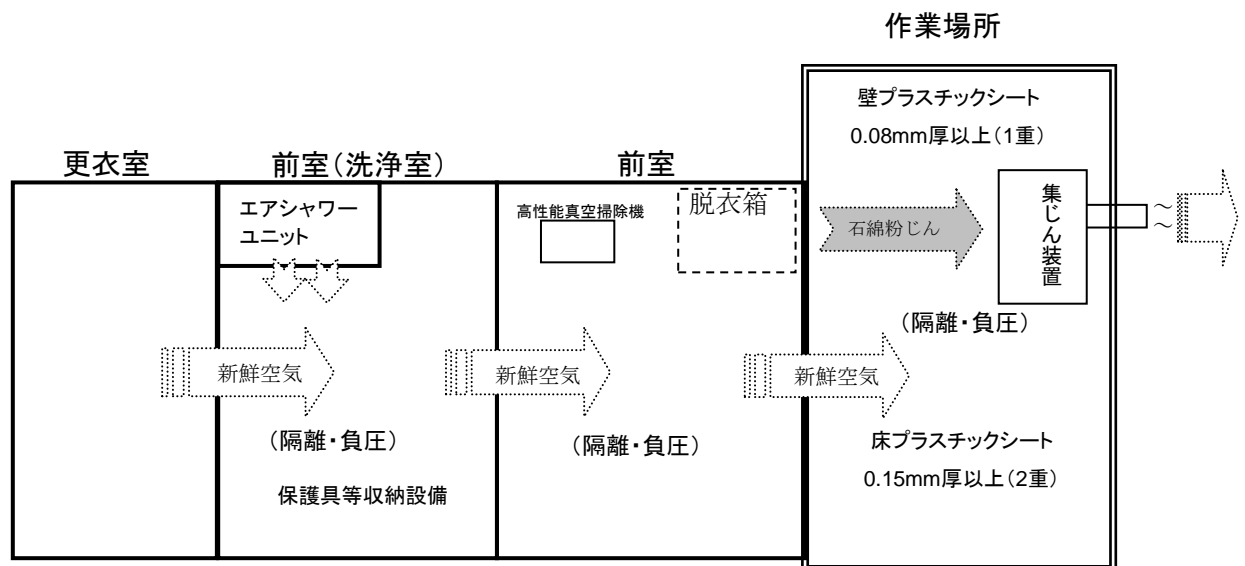 作業場所
壁プラスチックシート
0.08mm厚以上(1重)
更衣室
前室(洗浄室)
前室
エアシャワー
ユニット
高性能真空掃除機
脱衣箱
石綿粉じん
集じん装置
～
～
(隔離・負圧)
新鮮空気
新鮮空気
新鮮空気
(隔離・負圧)
(隔離・負圧)
床プラスチックシート
0.15mm厚以上(2重)
保護具等収納設備